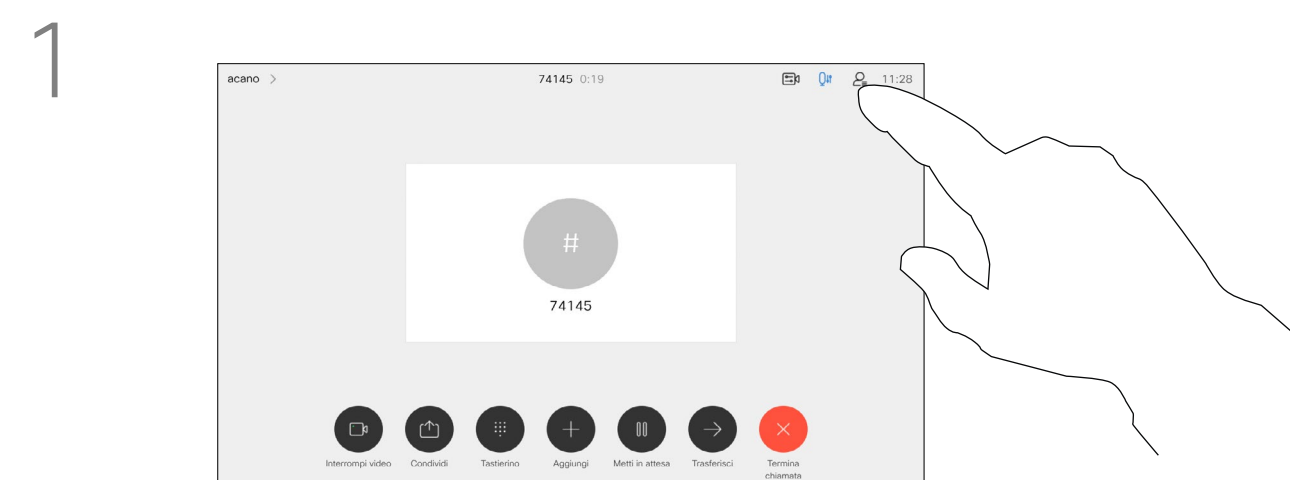 1
acano >
74145 0:19
11:28
#
74145
Interrompi video
Condividi
Tastierino
Aggiungi
Metti in attesa
Trasferisci
Termina
chiamata